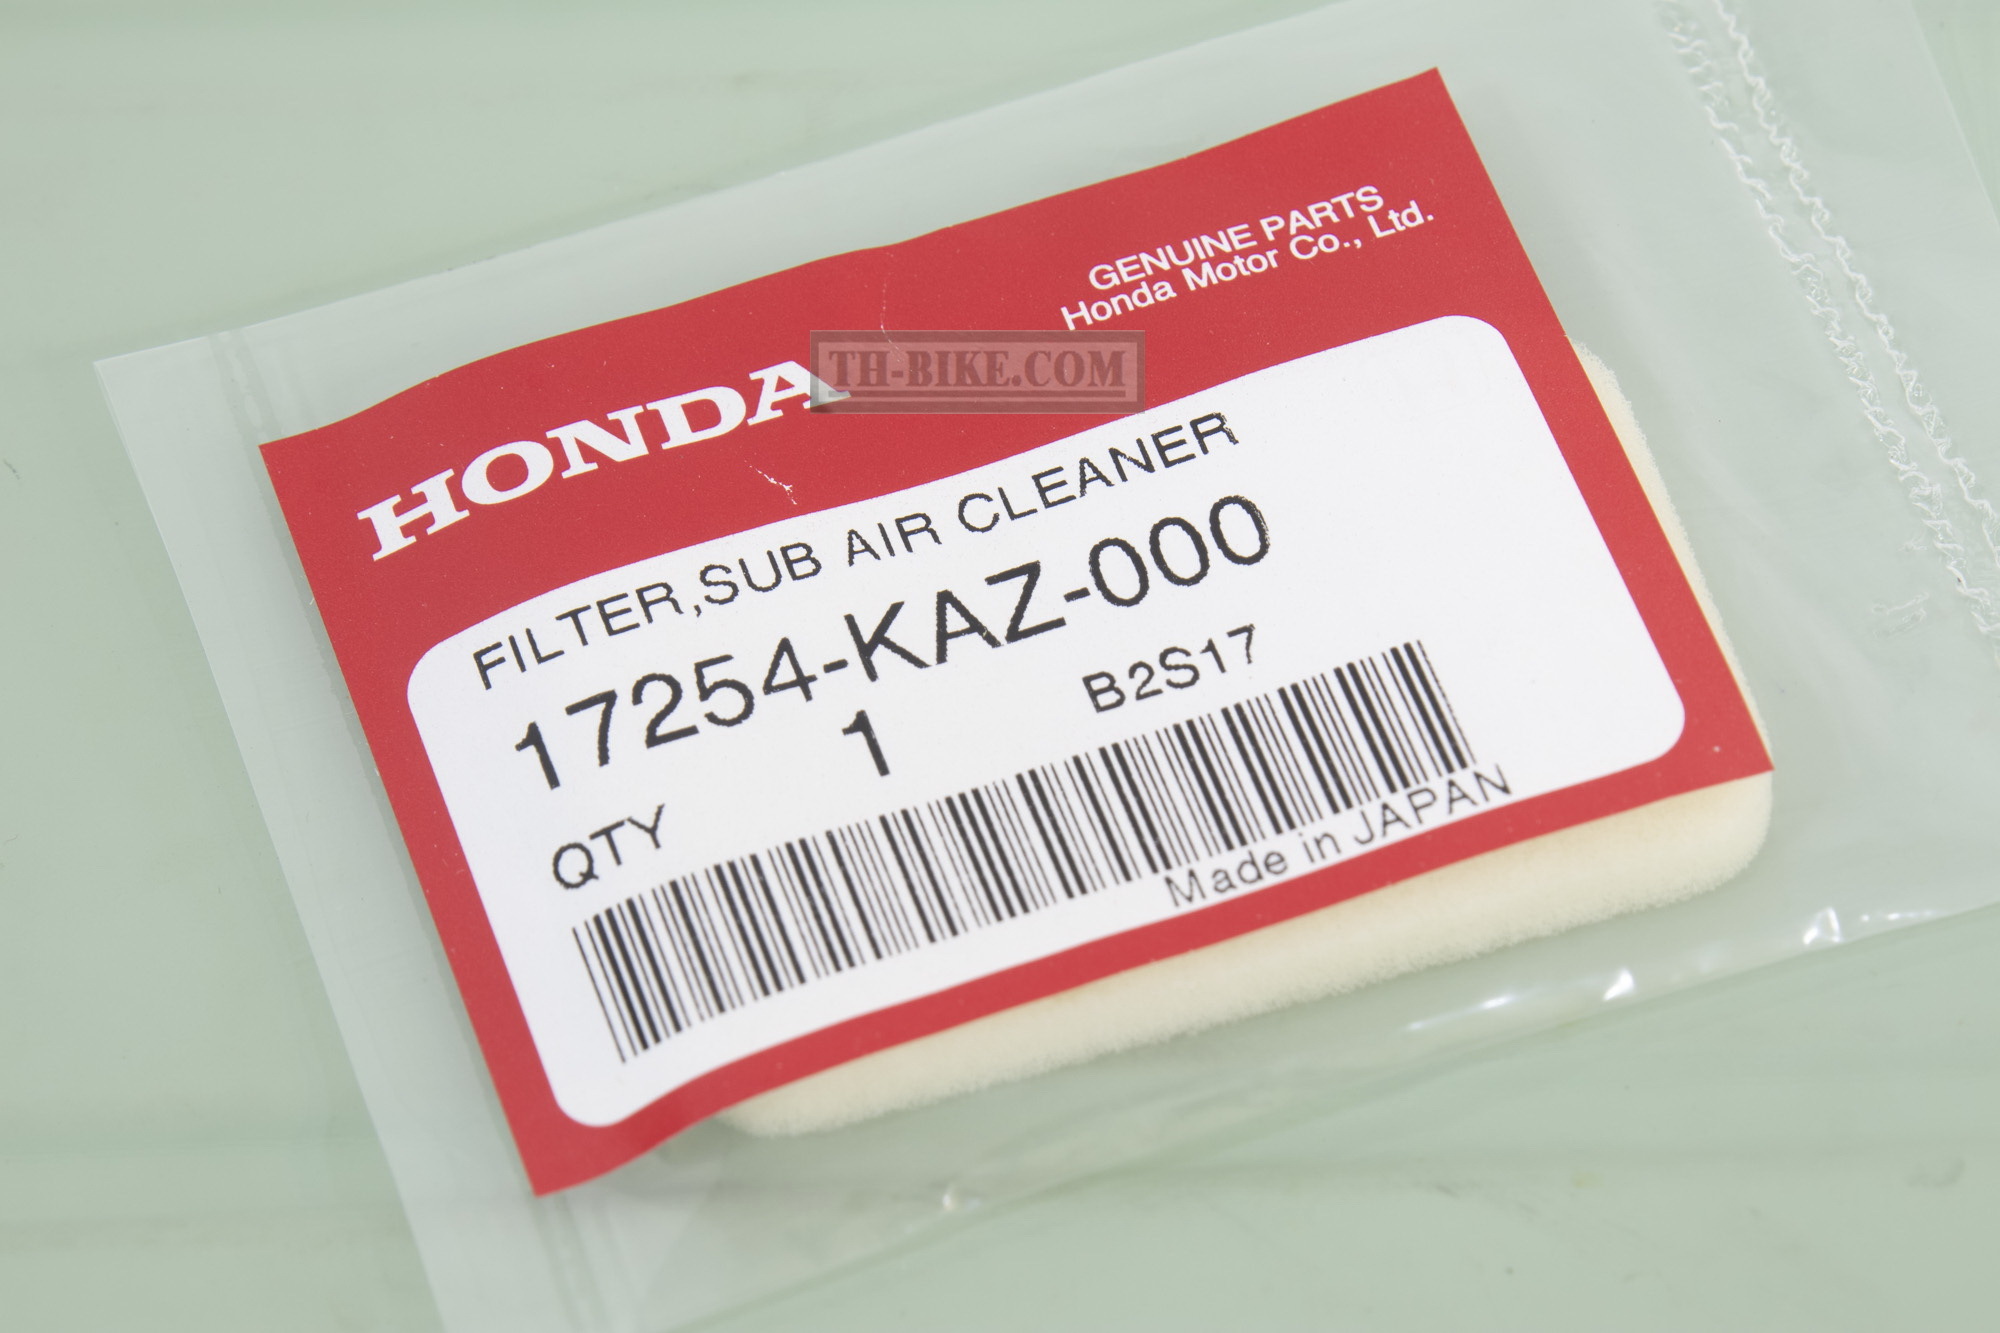 GENUINE PARTS
Honda Motor Co., Ltd.
HONDA
TH-BIKE.COM
FILTER,SUB AIR CLEANER
17254-KAZ-000
QTY 1 B2S17
Made in JAPAN